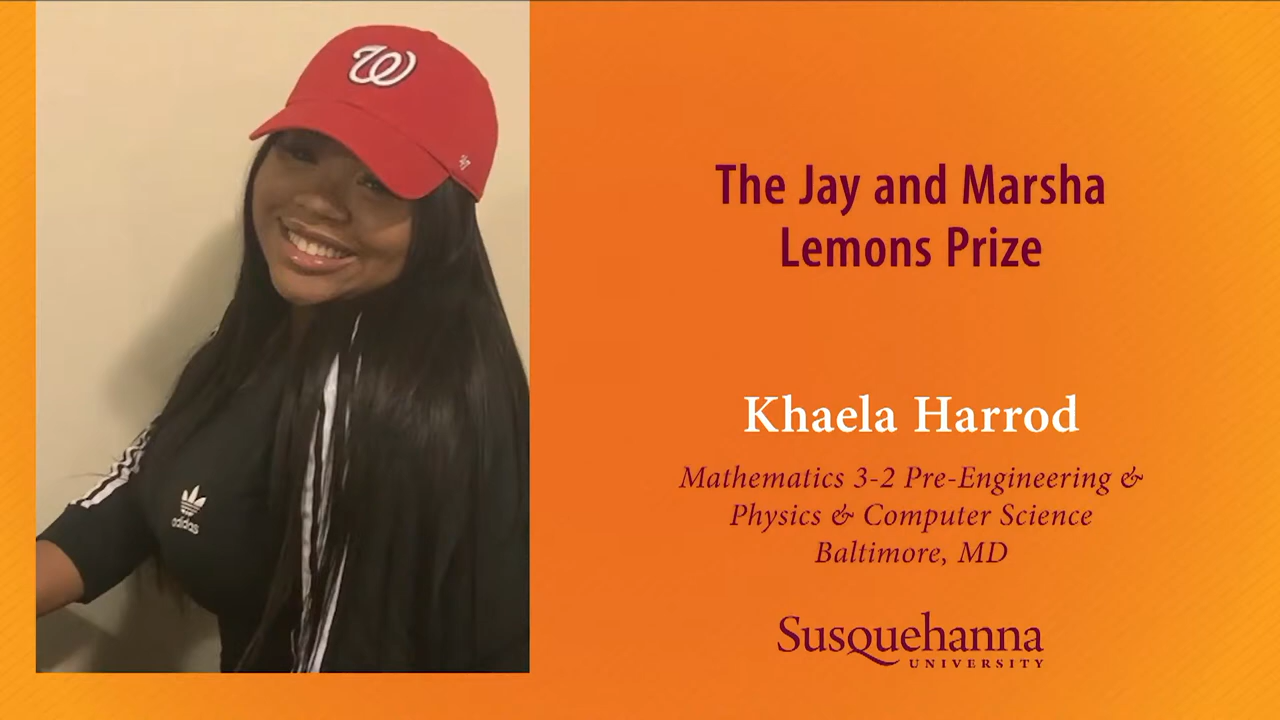 W
adidas
The Jay and Marsha
Lemons Prize
Khaela Harrod
Mathematics 3-2 Pre-Engineering &
Physics & Computer Science
Baltimore, MD
Susquehanna
UNIVERSITY